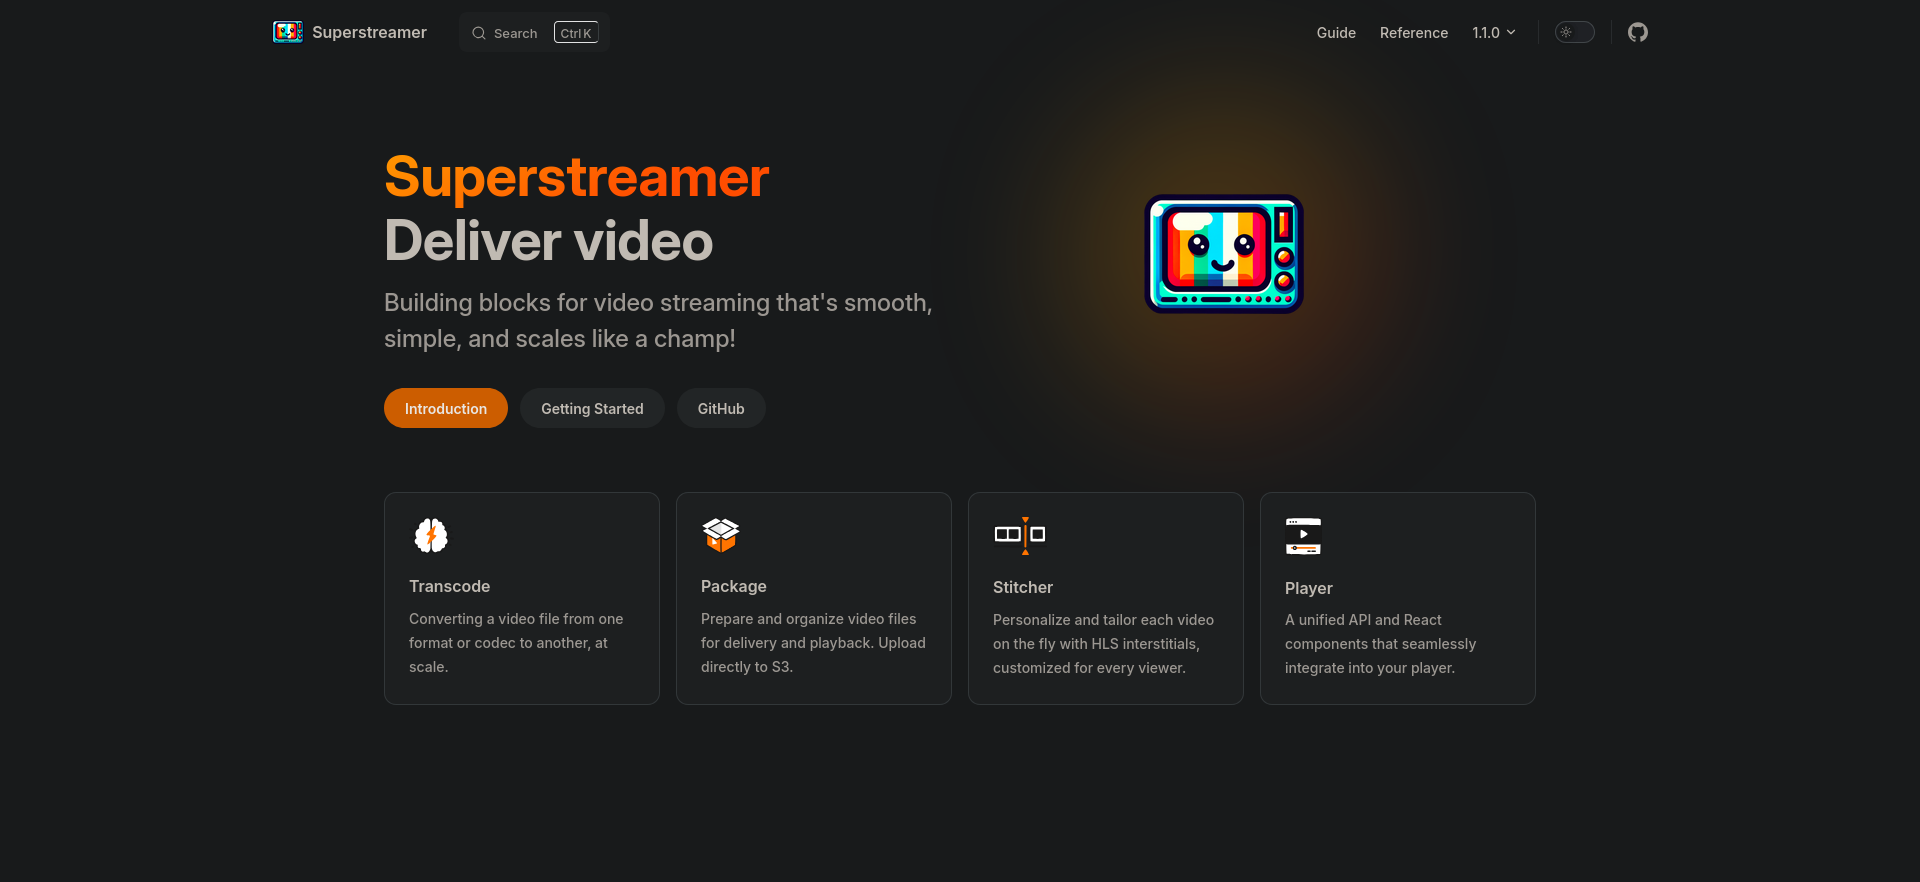 Superstreamer
Search
Ctrl K
Guide
Reference
1.1.0
Superstreamer
Deliver video
Building blocks for video streaming that's smooth,
simple, and scales like a champ!
Introduction
Getting Started
GitHub
Transcode
Converting a video file from one
format or codec to another, at
scale.
Package
Prepare and organize video files
for delivery and playback. Upload
directly to S3.
Stitcher
Personalize and tailor each video
on the fly with HLS interstitials,
customized for every viewer.
Player
A unified API and React
components that seamlessly
integrate into your player.